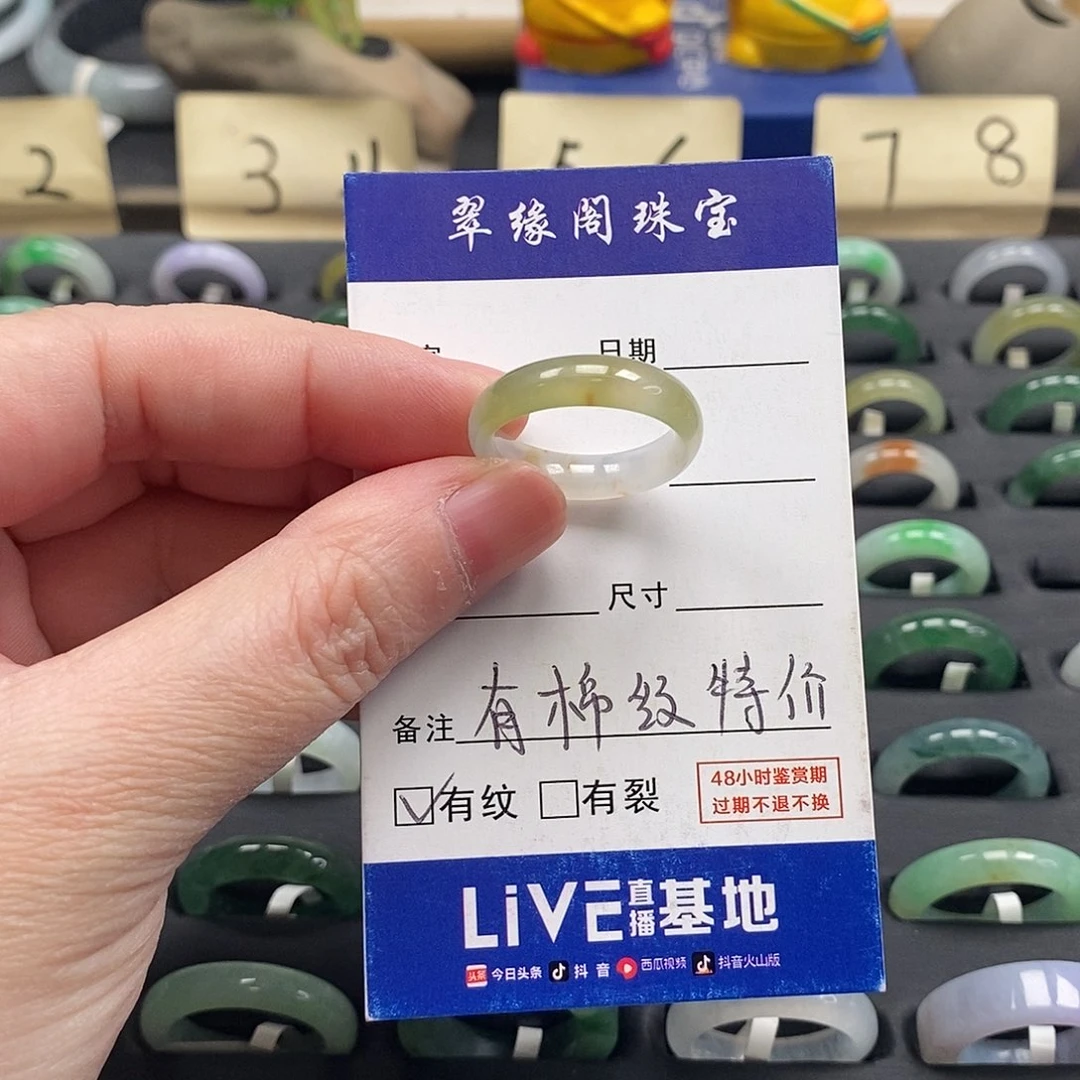 2
3 4
5 6
7 8
翠缘阁珠宝
日期
尺寸
备注 有棉纹特价
有纹 有裂
48小时鉴赏期
过期不退不换
LiVE直播基地
头条 今日头条 抖音 西瓜视频 抖音火山版